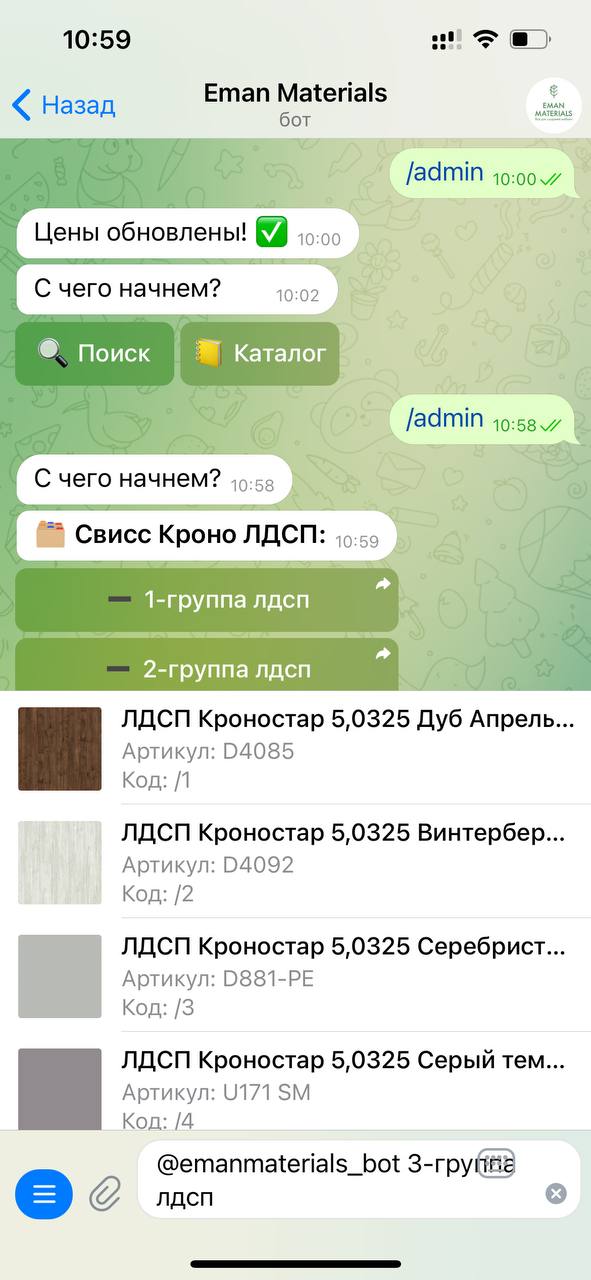 10:59
Назад
Eman Materials
бот
EMAN
MATERIALS
/admin 10:00
Цены обновлены! ✅ 10:00
С чего начнем? 10:02
🔍 Поиск 📒 Каталог
/admin 10:58
С чего начнем? 10:58
🗂 Свисс Кроно ЛДСП: 10:59
➖ 1-группа лдсп
➖ 2-группа лдсп
ЛДСП Кроностар 5,0325 Дуб Апрель...
Артикул: D4085
Код: /1
ЛДСП Кроностар 5,0325 Винтербер...
Артикул: D4092
Код: /2
ЛДСП Кроностар 5,0325 Серебрист...
Артикул: D881-PE
Код: /3
ЛДСП Кроностар 5,0325 Серый тем...
Артикул: U171 SM
Код: /4
@emanmaterials_bot 3-группа
лдсп